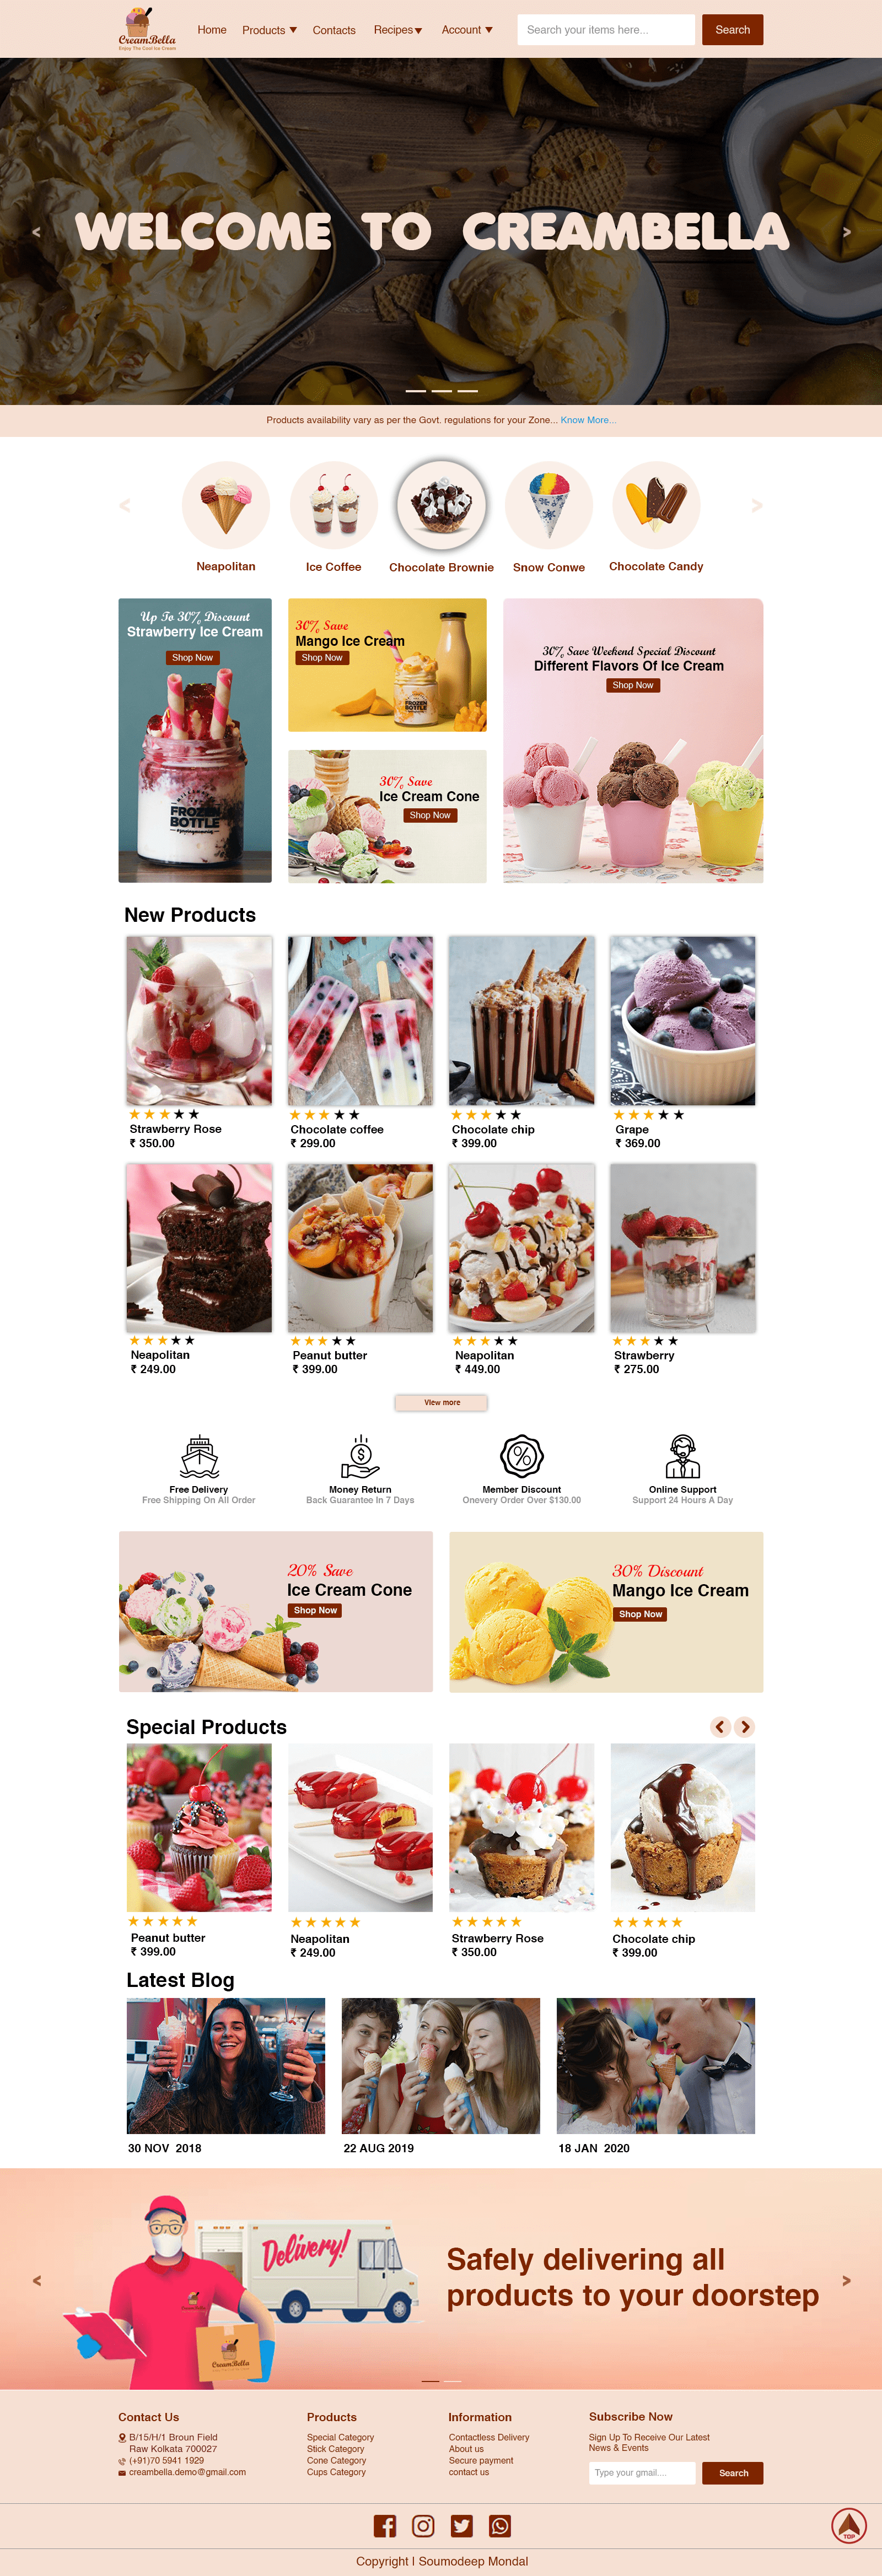 CreamBella
Enjoy The Cool Ice Cream
Home Products Contacts Recipes Account Search your items here... Search
WELCOME TO CREAMBELLA
Products availability vary as per the Govt. regulations for your Zone... Know More...
Neapolitan Ice Coffee Chocolate Brownie Snow Conwe Chocolate Candy
Up To 30% Discount
Strawberry Ice Cream
Shop Now
FROZEN
BOTTLE
30% Save
Mango Ice Cream
Shop Now
FROZEN
BOTTLE
30% Save
Ice Cream Cone
Shop Now
30% Save Weekend Special Discount
Different Flavors Of Ice Cream
Shop Now
New Products
Strawberry Rose
₹ 350.00
Chocolate coffee
₹ 299.00
Chocolate chip
₹ 399.00
Grape
₹ 369.00
Neapolitan
₹ 249.00
Peanut butter
₹ 399.00
Neapolitan
₹ 449.00
Strawberry
₹ 275.00
View more
Free Delivery
Free Shipping On All Order
Money Return
Back Guarantee In 7 Days
Member Discount
Onevery Order Over $130.00
Online Support
Support 24 Hours A Day
20% Save
Ice Cream Cone
Shop Now
30% Discount
Mango Ice Cream
Shop Now
Special Products
Peanut butter
₹ 399.00
Neapolitan
₹ 249.00
Strawberry Rose
₹ 350.00
Chocolate chip
₹ 399.00
Latest Blog
30 NOV 2018
22 AUG 2019
18 JAN 2020
Delivery!
CreamBella
CreamBella
Safely delivering all
products to your doorstep
Contact Us
B/15/H/1 Broun Field
Raw Kolkata 700027
(+91)70 5941 1929
creambella.demo@gmail.com
Products
Special Category
Stick Category
Cone Category
Cups Category
Information
Contactless Delivery
About us
Secure payment
contact us
Subscribe Now
Sign Up To Receive Our Latest
News & Events
Type your gmail.... Search
TOP
Copyright | Soumodeep Mondal